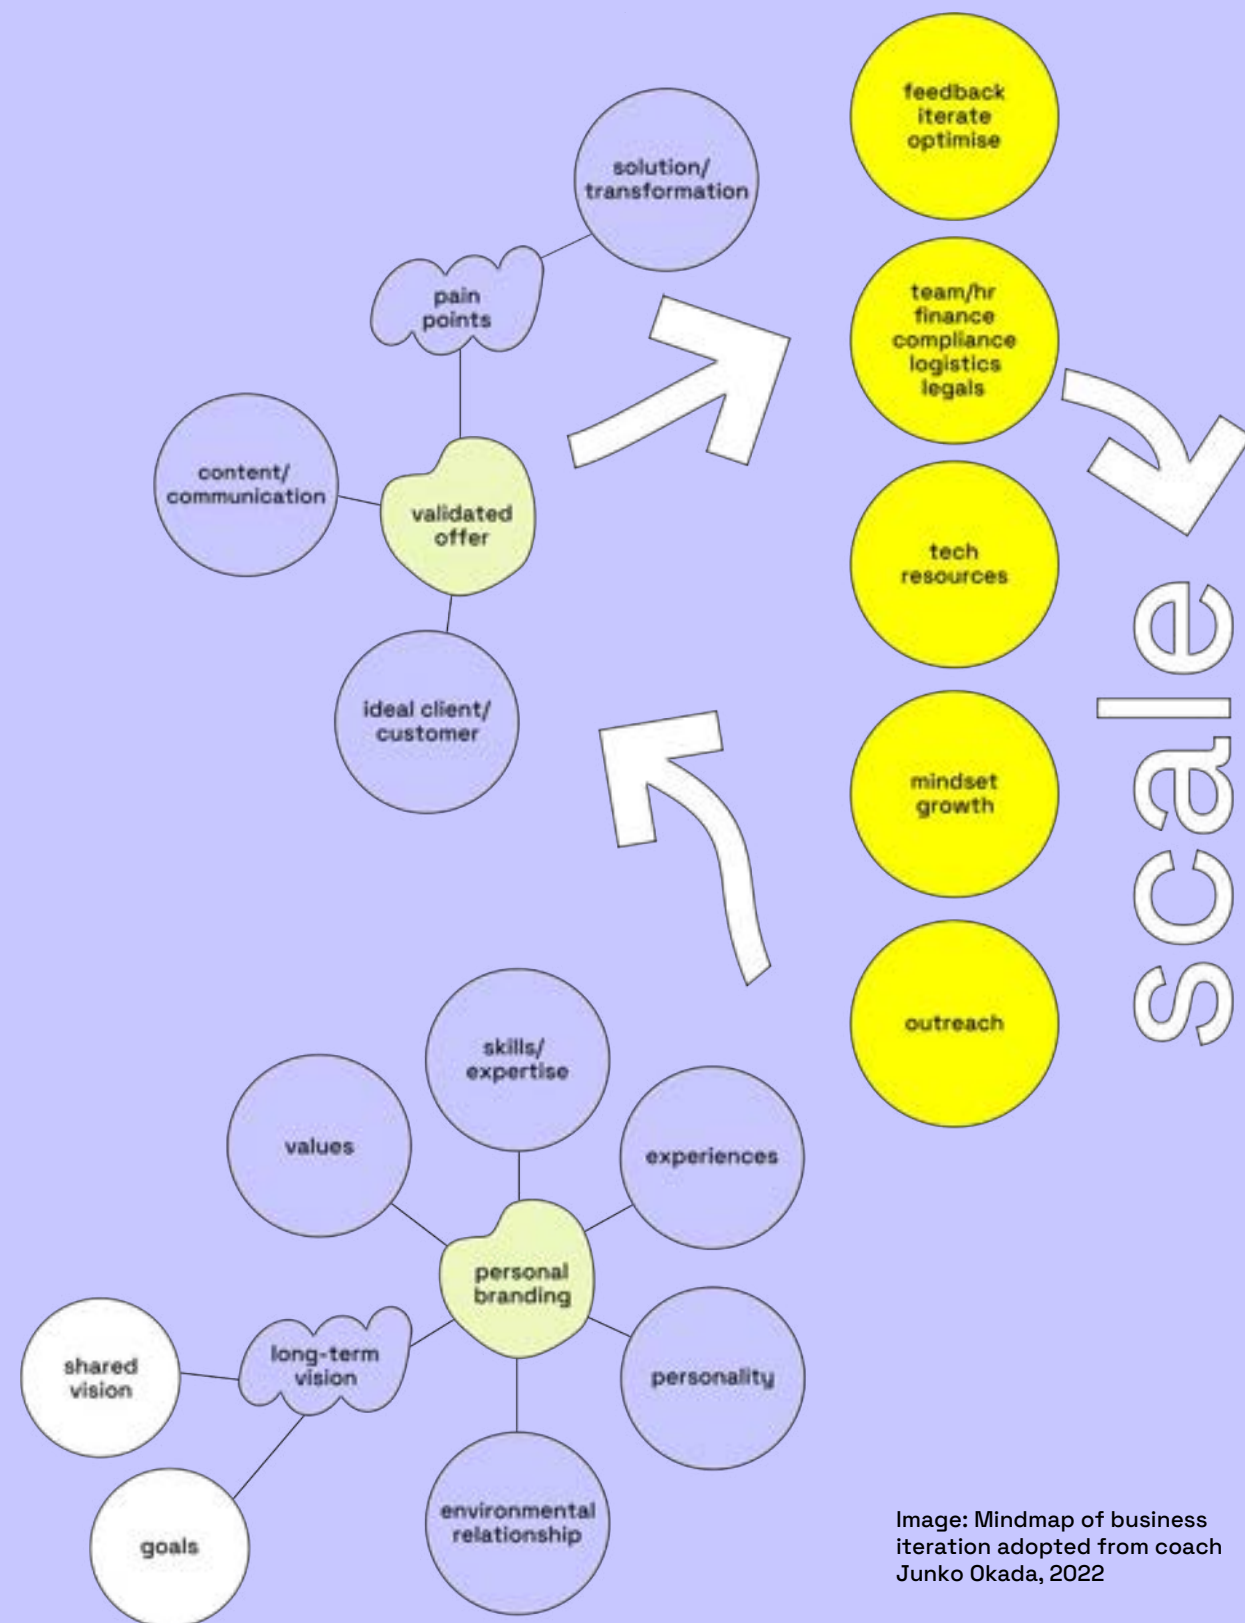 feedback
iterate
optimise
solution/
transformation
pain
points
team/hr
finance
compliance
logistics
legals
content/
communication
validated
offer
tech
resources
ideal client/
customer
mindset
growth
scale
outreach
skills/
expertise
values
experiences
personal
branding
long-term
vision
shared
vision
personality
environmental
relationship
goals
Image: Mindmap of business
iteration adopted from coach
Junko Okada, 2022